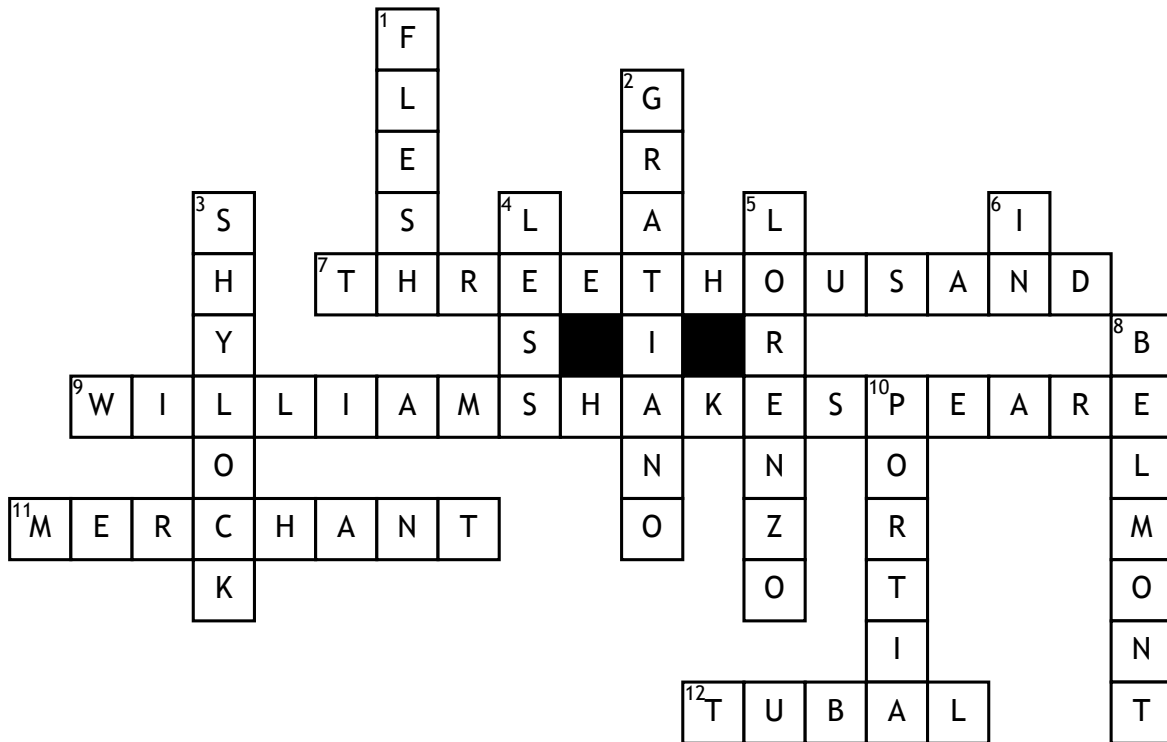 1 F
L 2 G
E R
3 S S 4 L A 5 L 6 I
H 7 T H R E E T H O U S A N D
Y S I R 8 B
9 W I L L I A M S H A K E S 10 P E A R E
O N N O L
11 M E R C H A N T O Z R M
K O T O
I N
12 T U B A L T